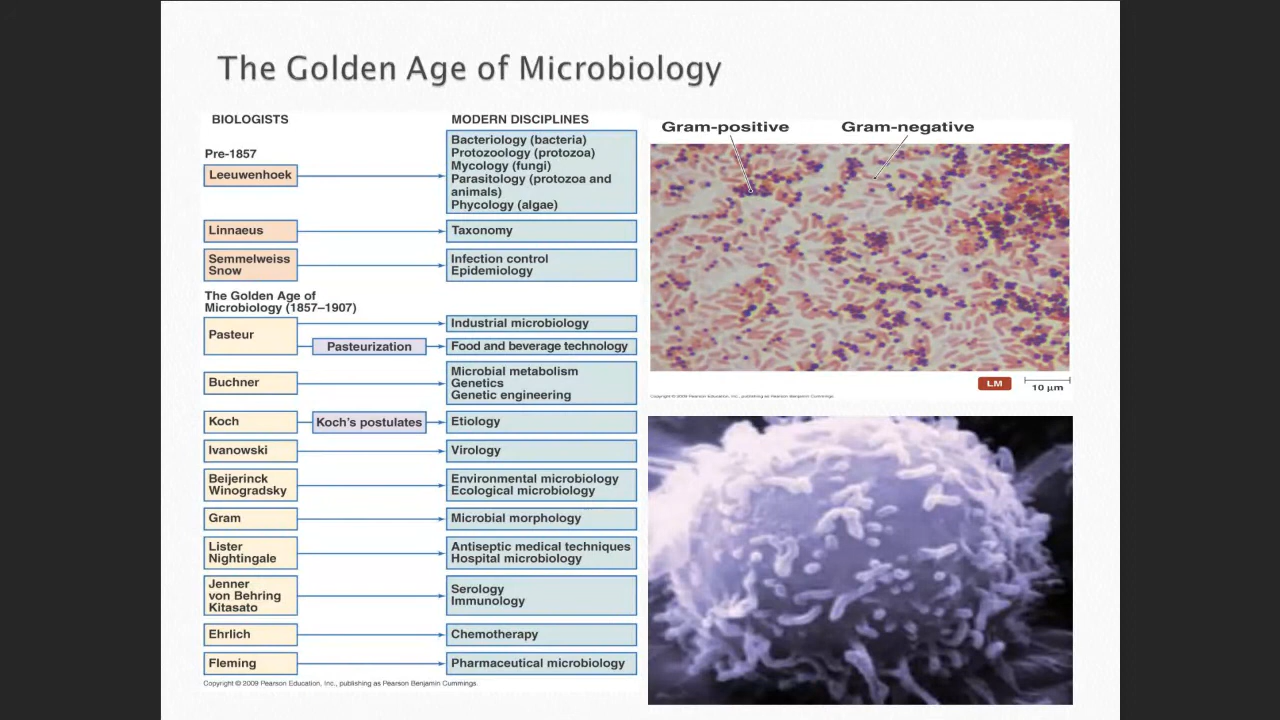 The Golden Age of Microbiology
BIOLOGISTS
MODERN DISCIPLINES
Pre-1857
Leeuwenhoek
Bacteriology (bacteria)
Protozoology (protozoa)
Mycology (fungi)
Parasitology (protozoa and
animals)
Phycology (algae)
Linnaeus
Taxonomy
Semmelweiss
Snow
Infection control
Epidemiology
The Golden Age of
Microbiology (1857–1907)
Pasteur
Industrial microbiology
Pasteurization
Food and beverage technology
Buchner
Microbial metabolism
Genetics
Genetic engineering
Koch
Koch's postulates
Etiology
Ivanowski
Virology
Beijerinck
Winogradsky
Environmental microbiology
Ecological microbiology
Gram
Microbial morphology
Lister
Nightingale
Antiseptic medical techniques
Hospital microbiology
Jenner
von Behring
Kitasato
Serology
Immunology
Ehrlich
Chemotherapy
Fleming
Pharmaceutical microbiology
Copyright © 2009 Pearson Education, Inc., publishing as Pearson Benjamin Cummings.
Gram-positive
Gram-negative
LM
10 µm
Copyright © 2009 Pearson Education, Inc., publishing as Pearson Benjamin Cummings.